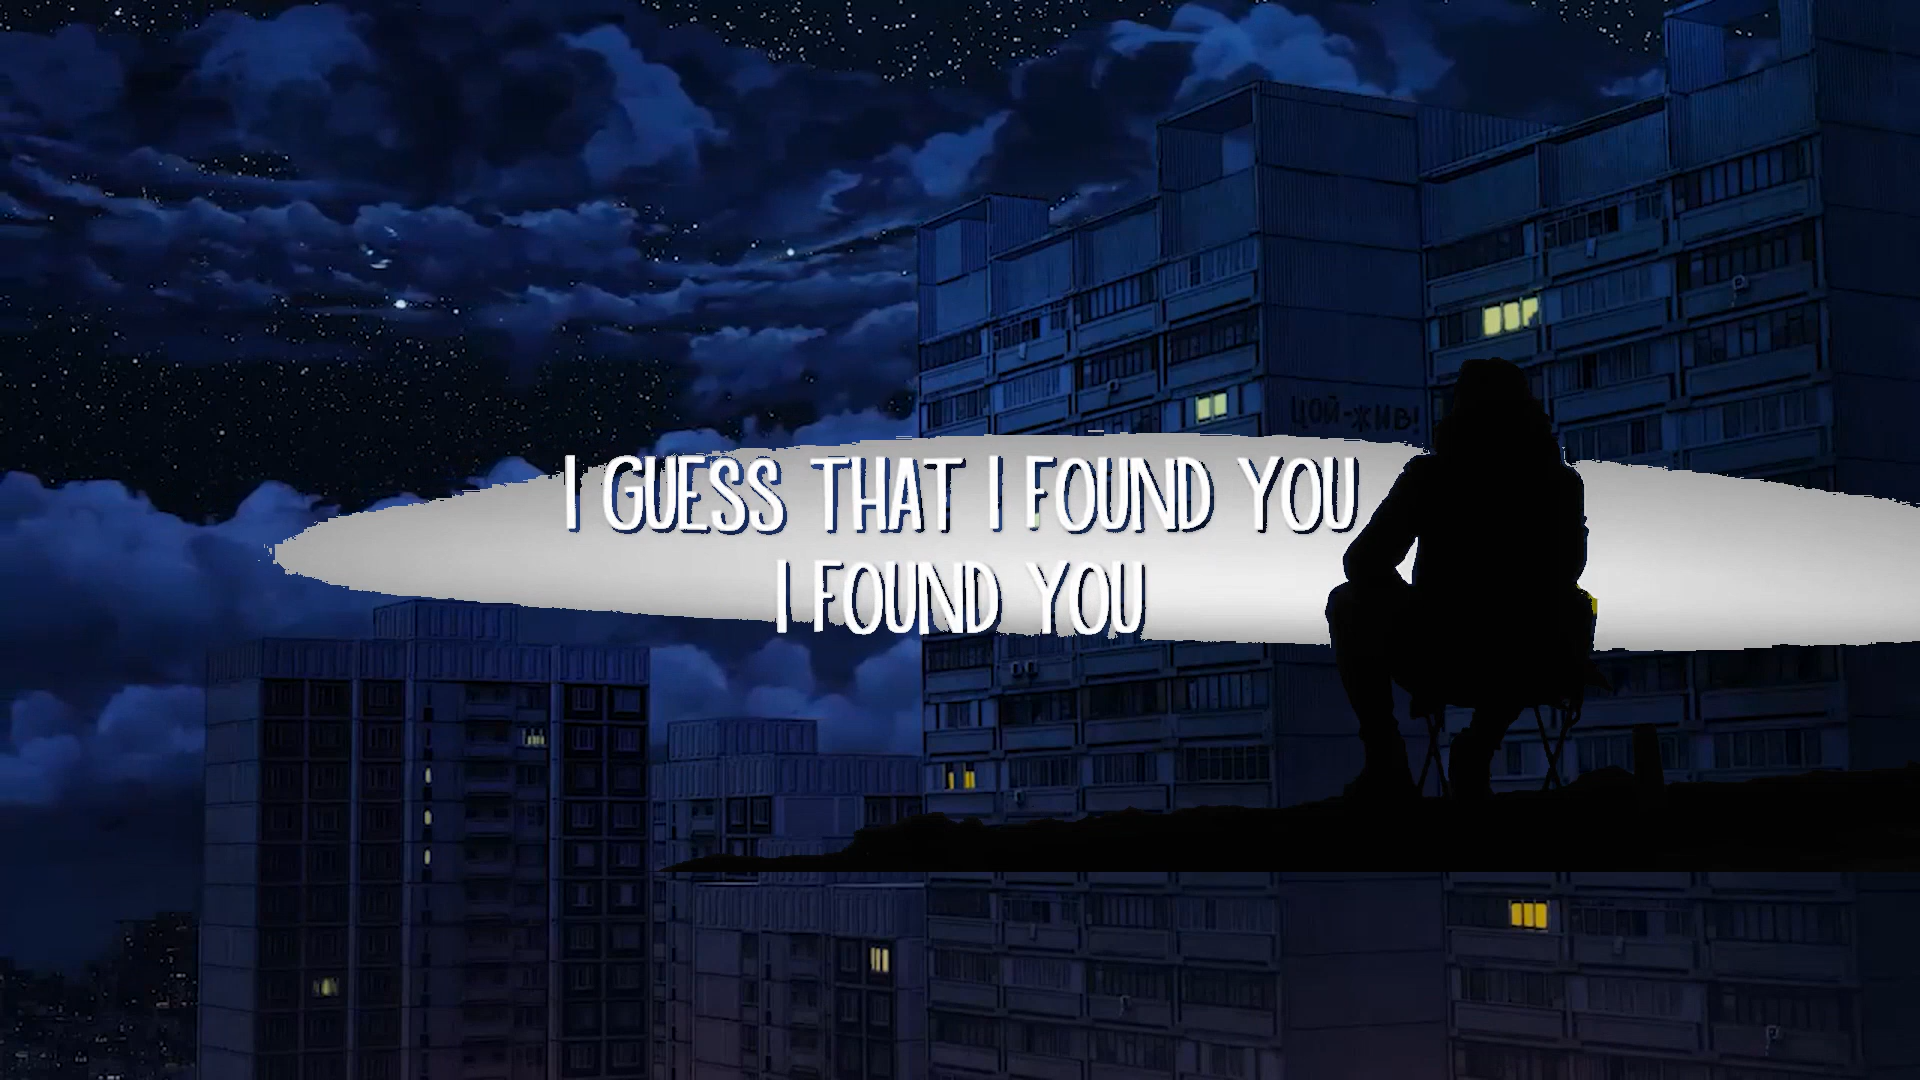 ЦОЙ-ЖИВ!
I GUESS THAT I FOUND YOU
I FOUND YOU